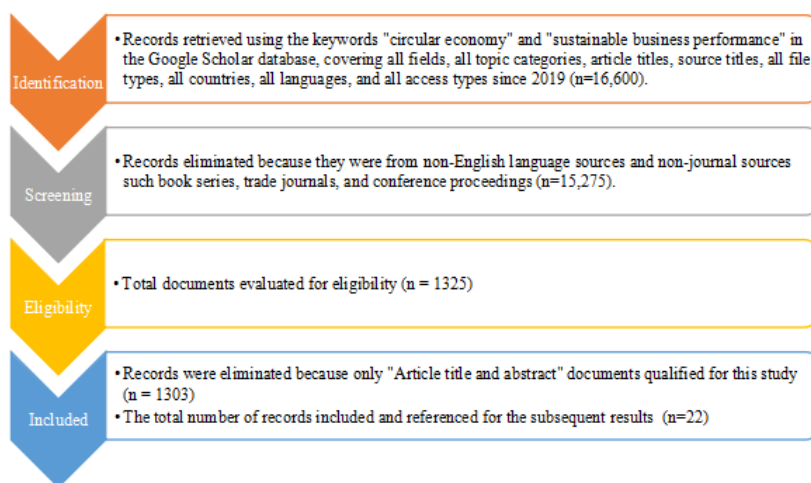 Identification
•Records retrieved using the keywords "circular economy" and "sustainable business performance" in
the Google Scholar database, covering all fields, all topic categories, article titles, source titles, all file
types, all countries, all languages, and all access types since 2019 (n=16,600).
Screening
•Records eliminated because they were from non-English language sources and non-journal sources
such book series, trade journals, and conference proceedings (n=15,275).
Eligibility
•Total documents evaluated for eligibility (n = 1325)
Included
•Records were eliminated because only "Article title and abstract" documents qualified for this study
(n = 1303)
•The total number of records included and referenced for the subsequent results (n=22)